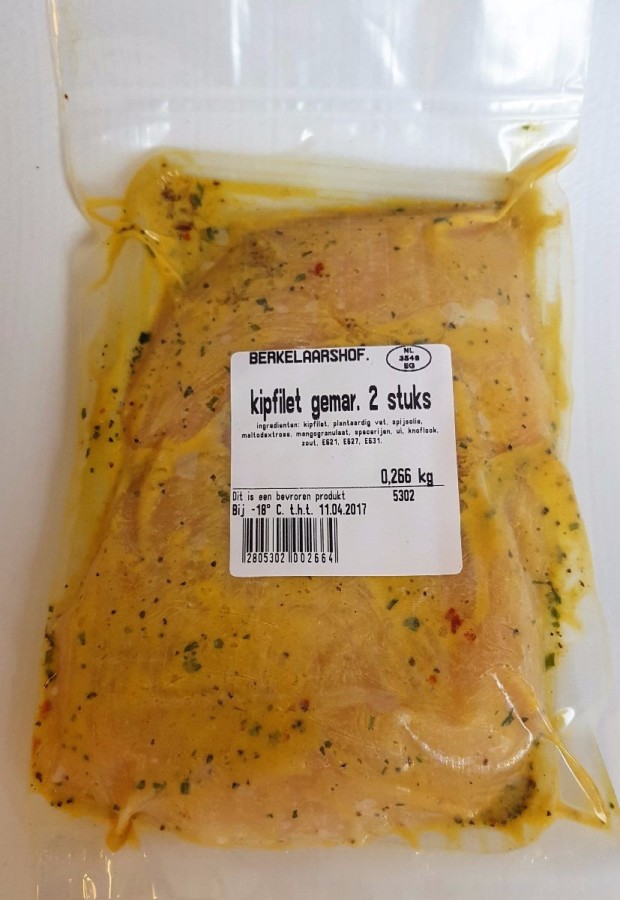 BERKELAARSHOF.
NL
3548
EG
kipfilet gemar. 2 stuks
ingredienten: kipfilet, plantaardig vet, spijsolie,
maltodextrose, mangogranulaat, specerijen, ui, knoflook,
zout, E621, E627, E631.
0,266 kg
Dit is een bevroren produkt 5302
Bij -18° C. t.h.t. 11.04.2017
2805302 002664